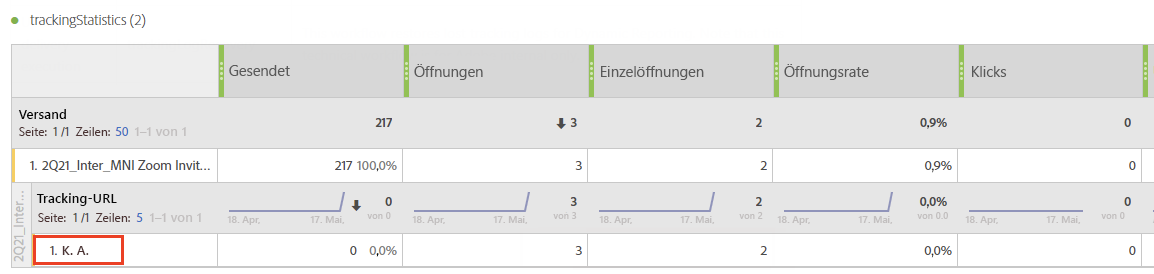 trackingStatistics (2)
Gesendet Öffnungen Einzelöffnungen Öffnungsrate Klicks
Versand
Seite: 1 /1 Zeilen: 50 1–1 von 1
217 3 2 0,9% 0
1. 2Q21_Inter_MNI Zoom Invit... 217 100,0% 3 2 0,9% 0
2Q21_Inter...
Tracking-URL
Seite: 1 /1 Zeilen: 5 1–1 von 1
18. Apr, 17. Mai, 0 von 0
18. Apr, 17. Mai, 3 von 3
18. Apr, 17. Mai, 2 von 2
18. Apr, 17. Mai, 0,0% von 0.0
18. Apr, 17. Mai, 0 von 0
1. K. A. 0 0,0% 3 2 0,0% 0